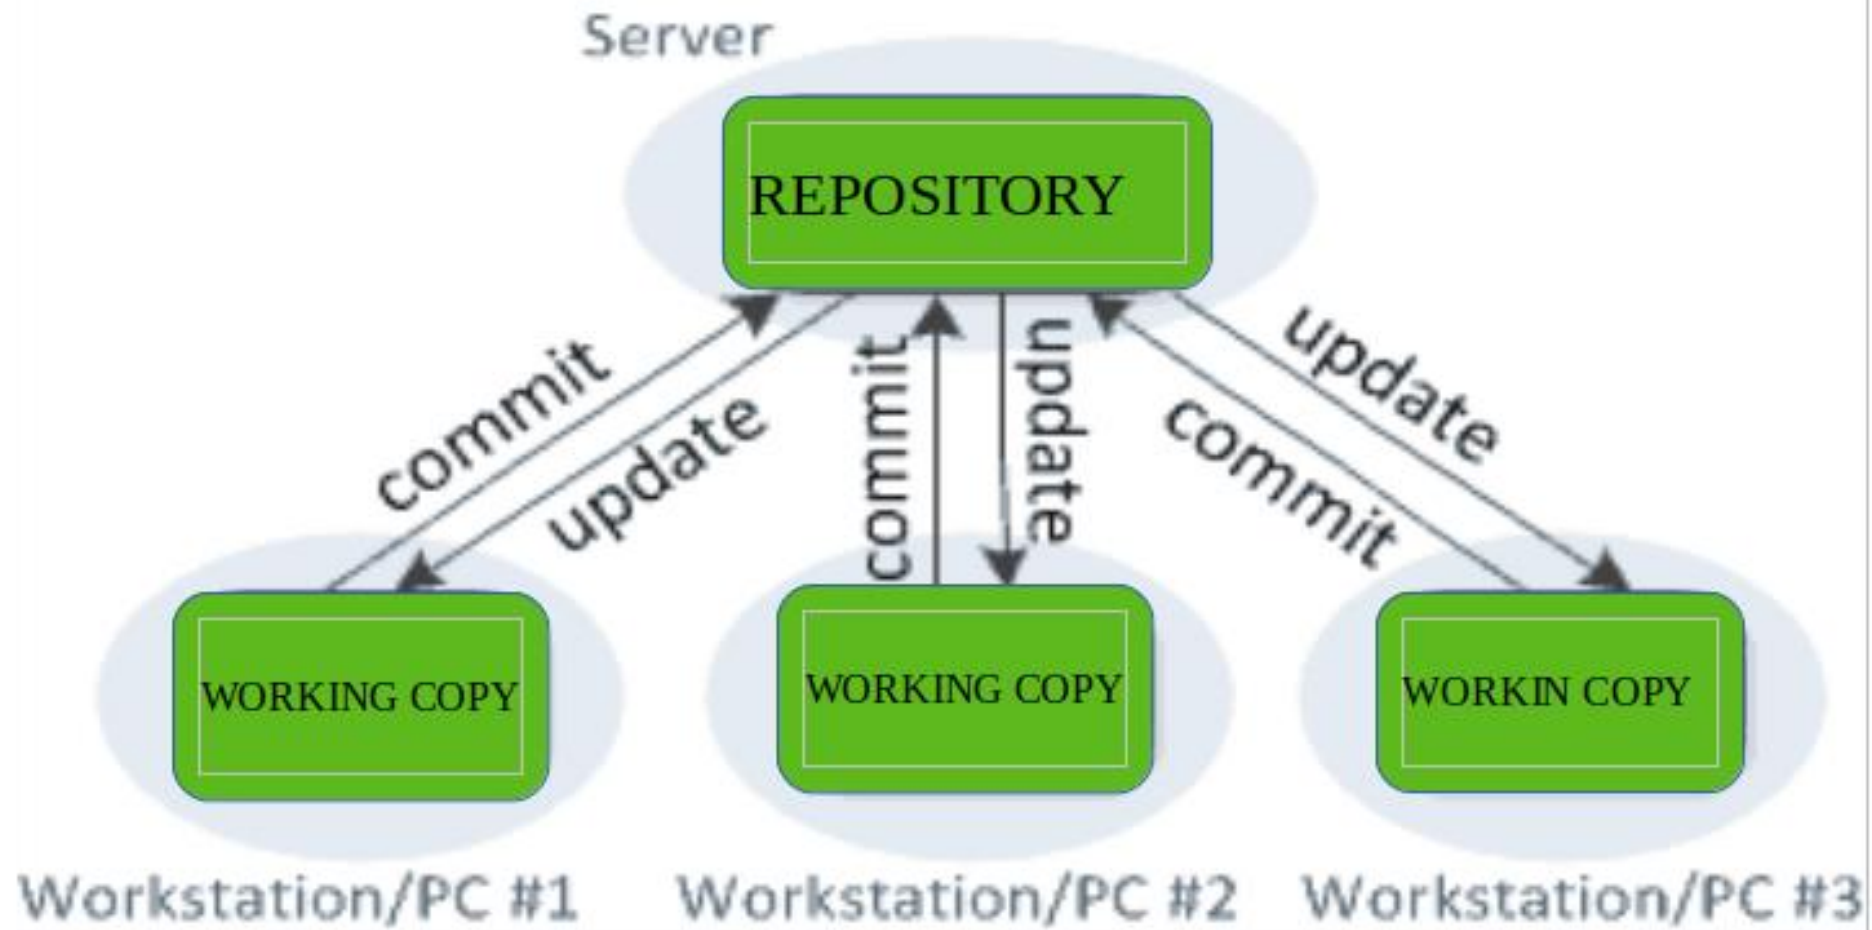 Server
REPOSITORY
commit
update
commit
update
commit
update
WORKING COPY
WORKING COPY
WORKIN COPY
Workstation/PC #1
Workstation/PC #2
Workstation/PC #3